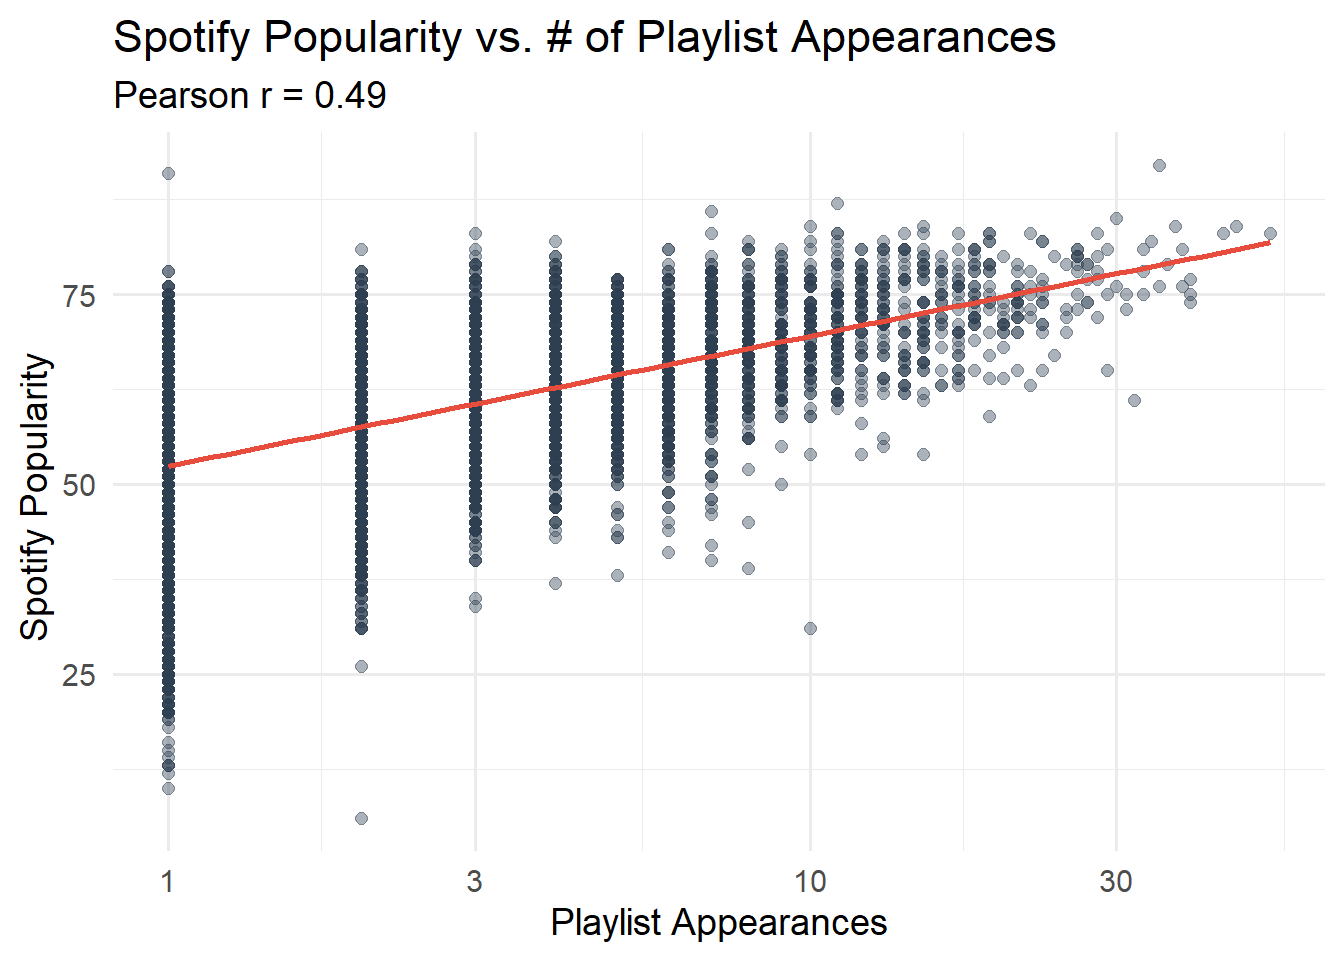 Spotify Popularity vs. # of Playlist Appearances
Pearson r = 0.49
Spotify Popularity
75
50
25
1
3
10
30
Playlist Appearances